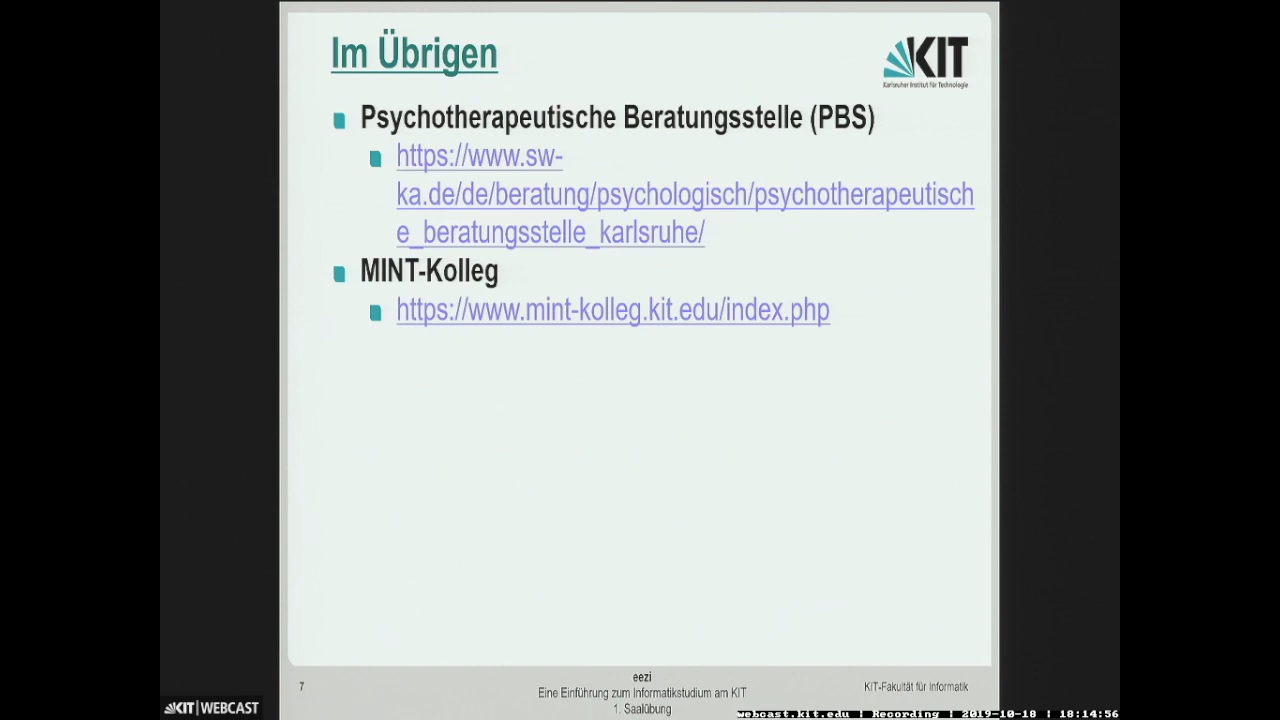 Im Übrigen
KIT
Karlsruher Institut für Technologie
Psychotherapeutische Beratungsstelle (PBS)
https://www.sw-
ka.de/de/beratung/psychologisch/psychotherapeutisch
e_beratungsstelle_karlsruhe/
MINT-Kolleg
https://www.mint-kolleg.kit.edu/index.php
7
eezi
Eine Einführung zum Informatikstudium am KIT
1. Saalübung
KIT-Fakultät für Informatik
KIT | WEBCAST
webcast.kit.edu | Recording | 2019-10-18 | 18:14:56